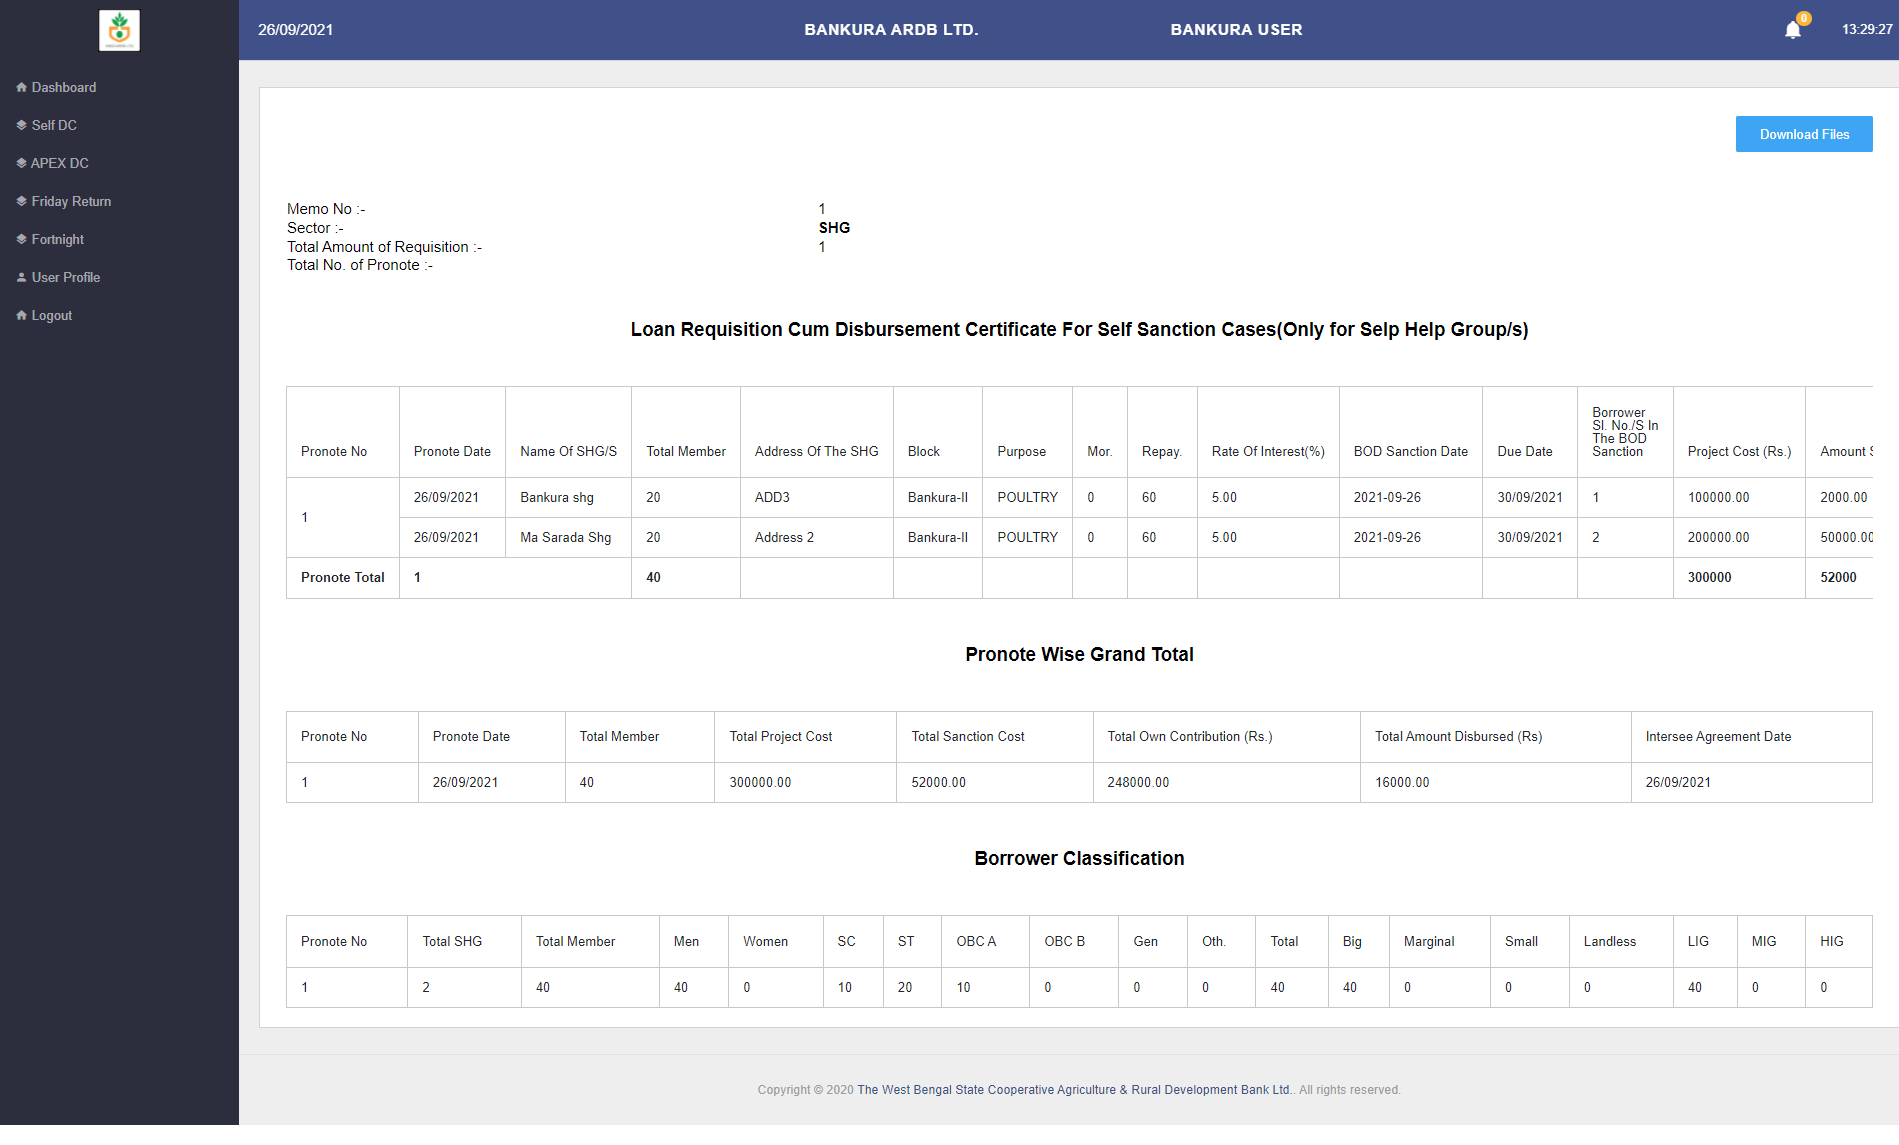 26/09/2021 BANKURA ARDB LTD. BANKURA USER 0 13:29:27
Dashboard
Self DC
APEX DC
Friday Return
Fortnight
User Profile
Logout
Download Files
Memo No :- 1
Sector :- SHG
Total Amount of Requisition :- 1
Total No. of Pronote :-
Loan Requisition Cum Disbursement Certificate For Self Sanction Cases(Only for Selp Help Group/s)
Pronote No Pronote Date Name Of SHG/S Total Member Address Of The SHG Block Purpose Mor. Repay. Rate Of Interest(%) BOD Sanction Date Due Date Borrower Sl. No./S In The BOD Sanction Project Cost (Rs.) Amount S
1 26/09/2021 Bankura shg 20 ADD3 Bankura-II POULTRY 0 60 5.00 2021-09-26 30/09/2021 1 100000.00 2000.00
26/09/2021 Ma Sarada Shg 20 Address 2 Bankura-II POULTRY 0 60 5.00 2021-09-26 30/09/2021 2 200000.00 50000.00
Pronote Total 1 40 300000 52000
Pronote Wise Grand Total
Pronote No Pronote Date Total Member Total Project Cost Total Sanction Cost Total Own Contribution (Rs.) Total Amount Disbursed (Rs) Intersee Agreement Date
1 26/09/2021 40 300000.00 52000.00 248000.00 16000.00 26/09/2021
Borrower Classification
Pronote No Total SHG Total Member Men Women SC ST OBC A OBC B Gen Oth. Total Big Marginal Small Landless LIG MIG HIG
1 2 40 40 0 10 20 10 0 0 0 40 40 0 0 0 40 0 0
Copyright © 2020 The West Bengal State Cooperative Agriculture & Rural Development Bank Ltd.. All rights reserved.